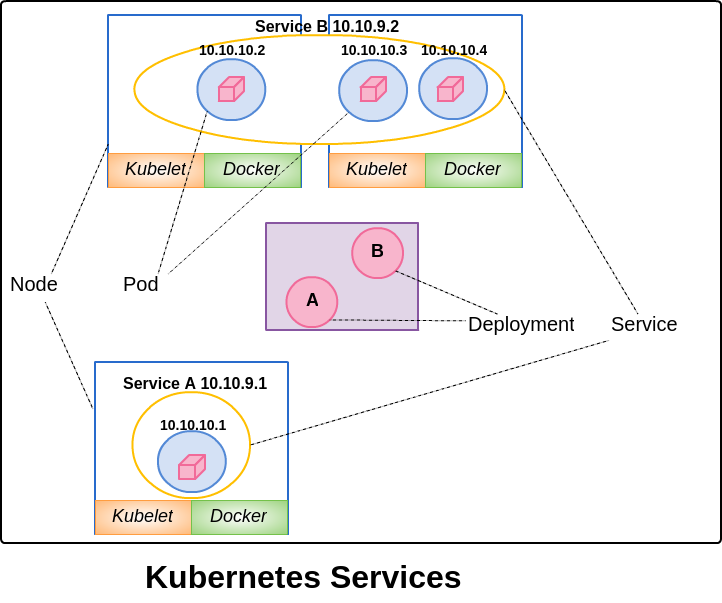 Service B 10.10.9.2
10.10.10.2
10.10.10.3
10.10.10.4
Kubelet
Docker
Kubelet
Docker
B
A
Node
Pod
Deployment
Service
Service A 10.10.9.1
10.10.10.1
Kubelet
Docker
Kubernetes Services